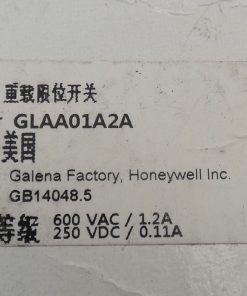 重载限位开关
GLAA01A2A
美国
Galena Factory, Honeywell Inc.
GB14048.5
等级 600 VAC / 1.2A
250 VDC / 0.11A